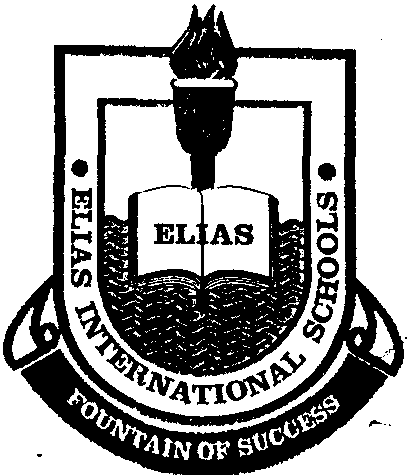 ELIAS
• ELIAS INTERNATIONAL SCHOOLS •
FOUNTAIN OF SUCCESS